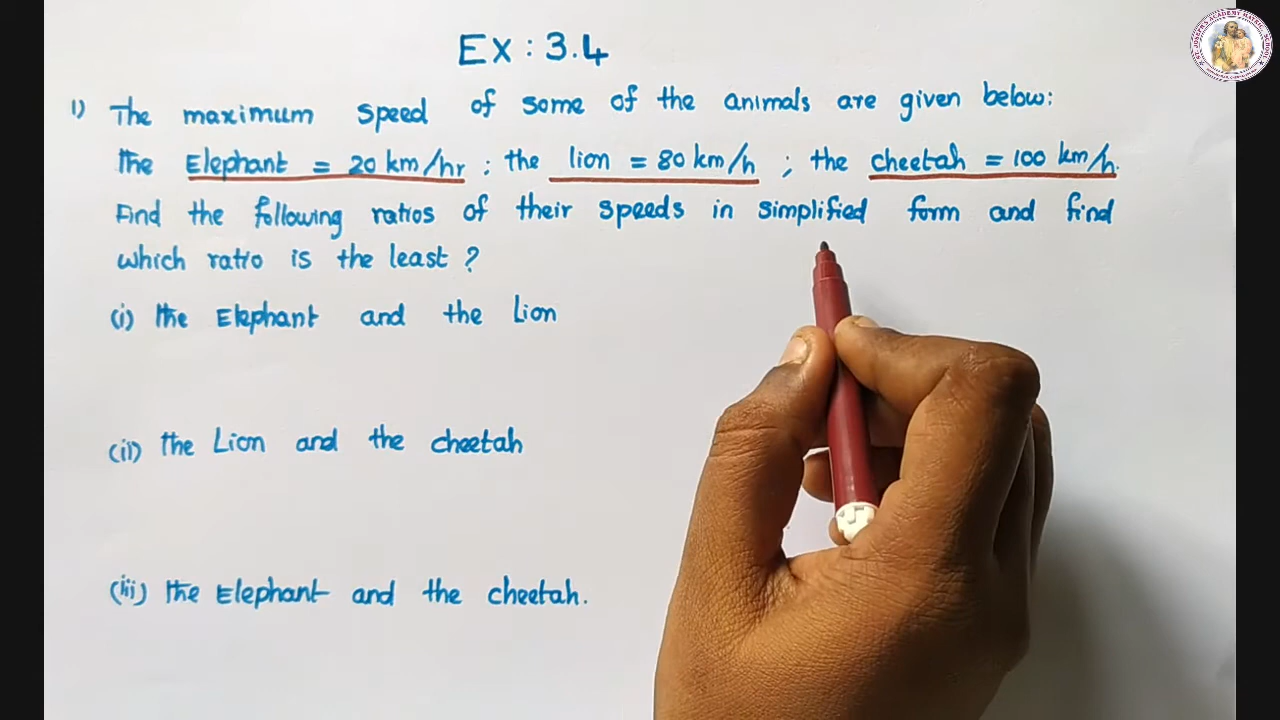 Ex : 3.4
1) The maximum speed of some of the animals are given below:
the Elephant = 20 km/hr ; the lion = 80 km/h ; the cheetah = 100 km/h.
Find the following ratios of their speeds in simplified form and find
which ratio is the least ?
(i) the Elephant and the Lion
(ii) the Lion and the cheetah
(iii) the Elephant and the cheetah.